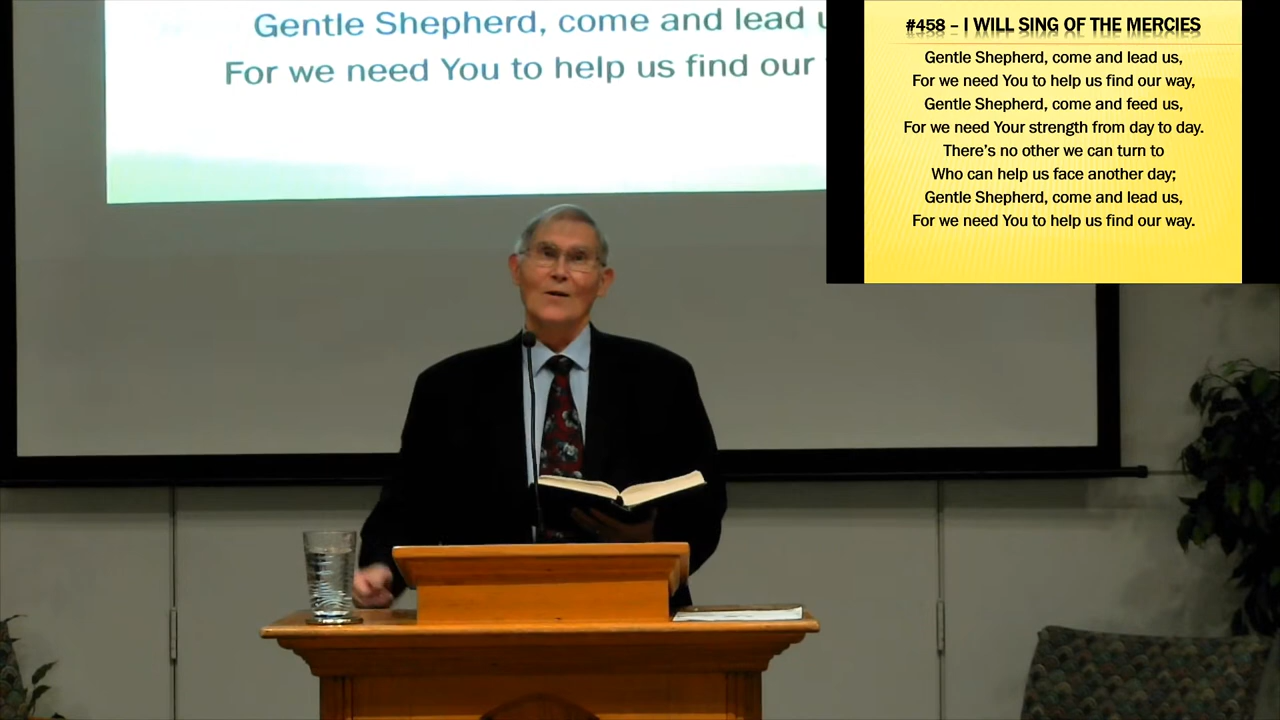 Gentle Shepherd, come and lead
For we need You to help us find our
#458 – I WILL SING OF THE MERCIES
Gentle Shepherd, come and lead us,
For we need You to help us find our way,
Gentle Shepherd, come and feed us,
For we need Your strength from day to day.
There's no other we can turn to
Who can help us face another day;
Gentle Shepherd, come and lead us,
For we need You to help us find our way.